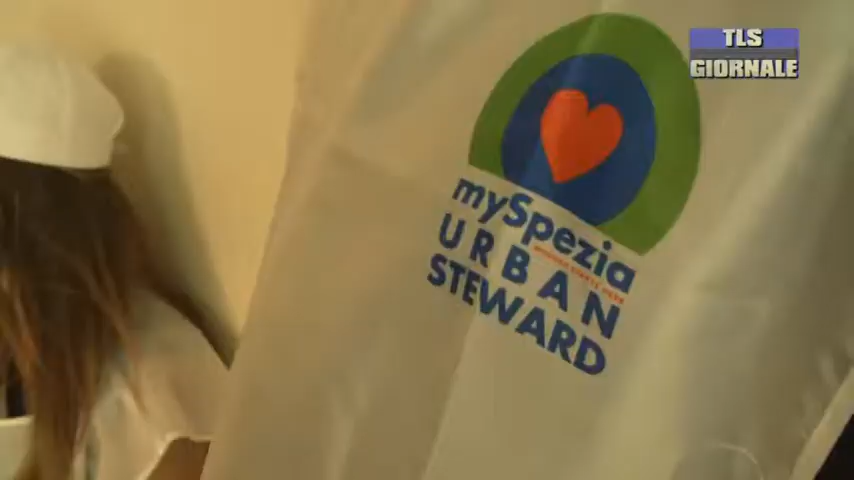 TLS
GIORNALE
mySpezia
URBAN
STEWARD